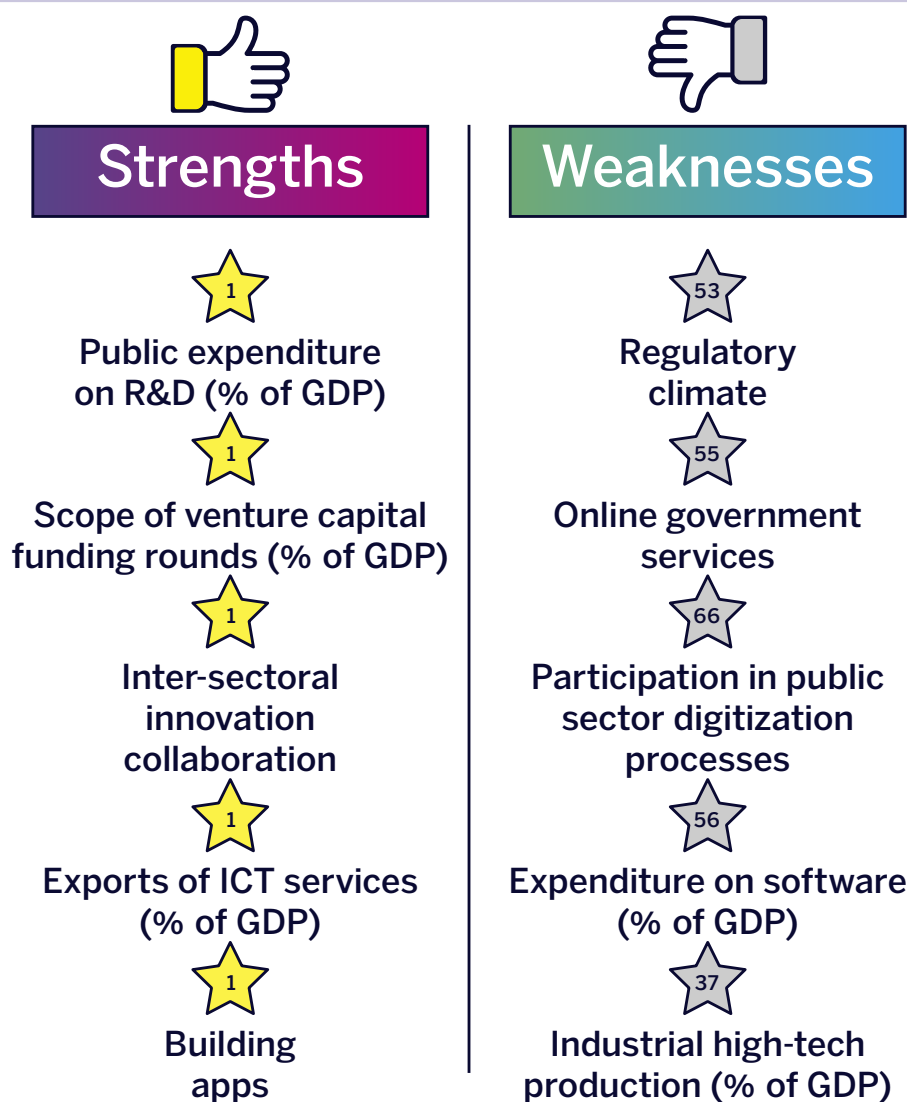 Strengths
1
Public expenditure
on R&D (% of GDP)
1
Scope of venture capital
funding rounds (% of GDP)
1
Inter-sectoral
innovation
collaboration
1
Exports of ICT services
(% of GDP)
1
Building
apps
Weaknesses
53
Regulatory
climate
55
Online government
services
66
Participation in public
sector digitization
processes
56
Expenditure on software
(% of GDP)
37
Industrial high-tech
production (% of GDP)